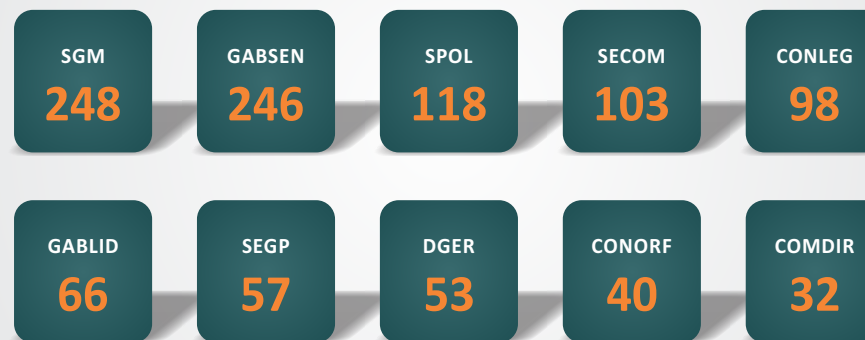 SGM GABSEN SPOL SECOM CONLEG
248 246 118 103 98
GABLID SEGP DGER CONORF COMDIR
66 57 53 40 32